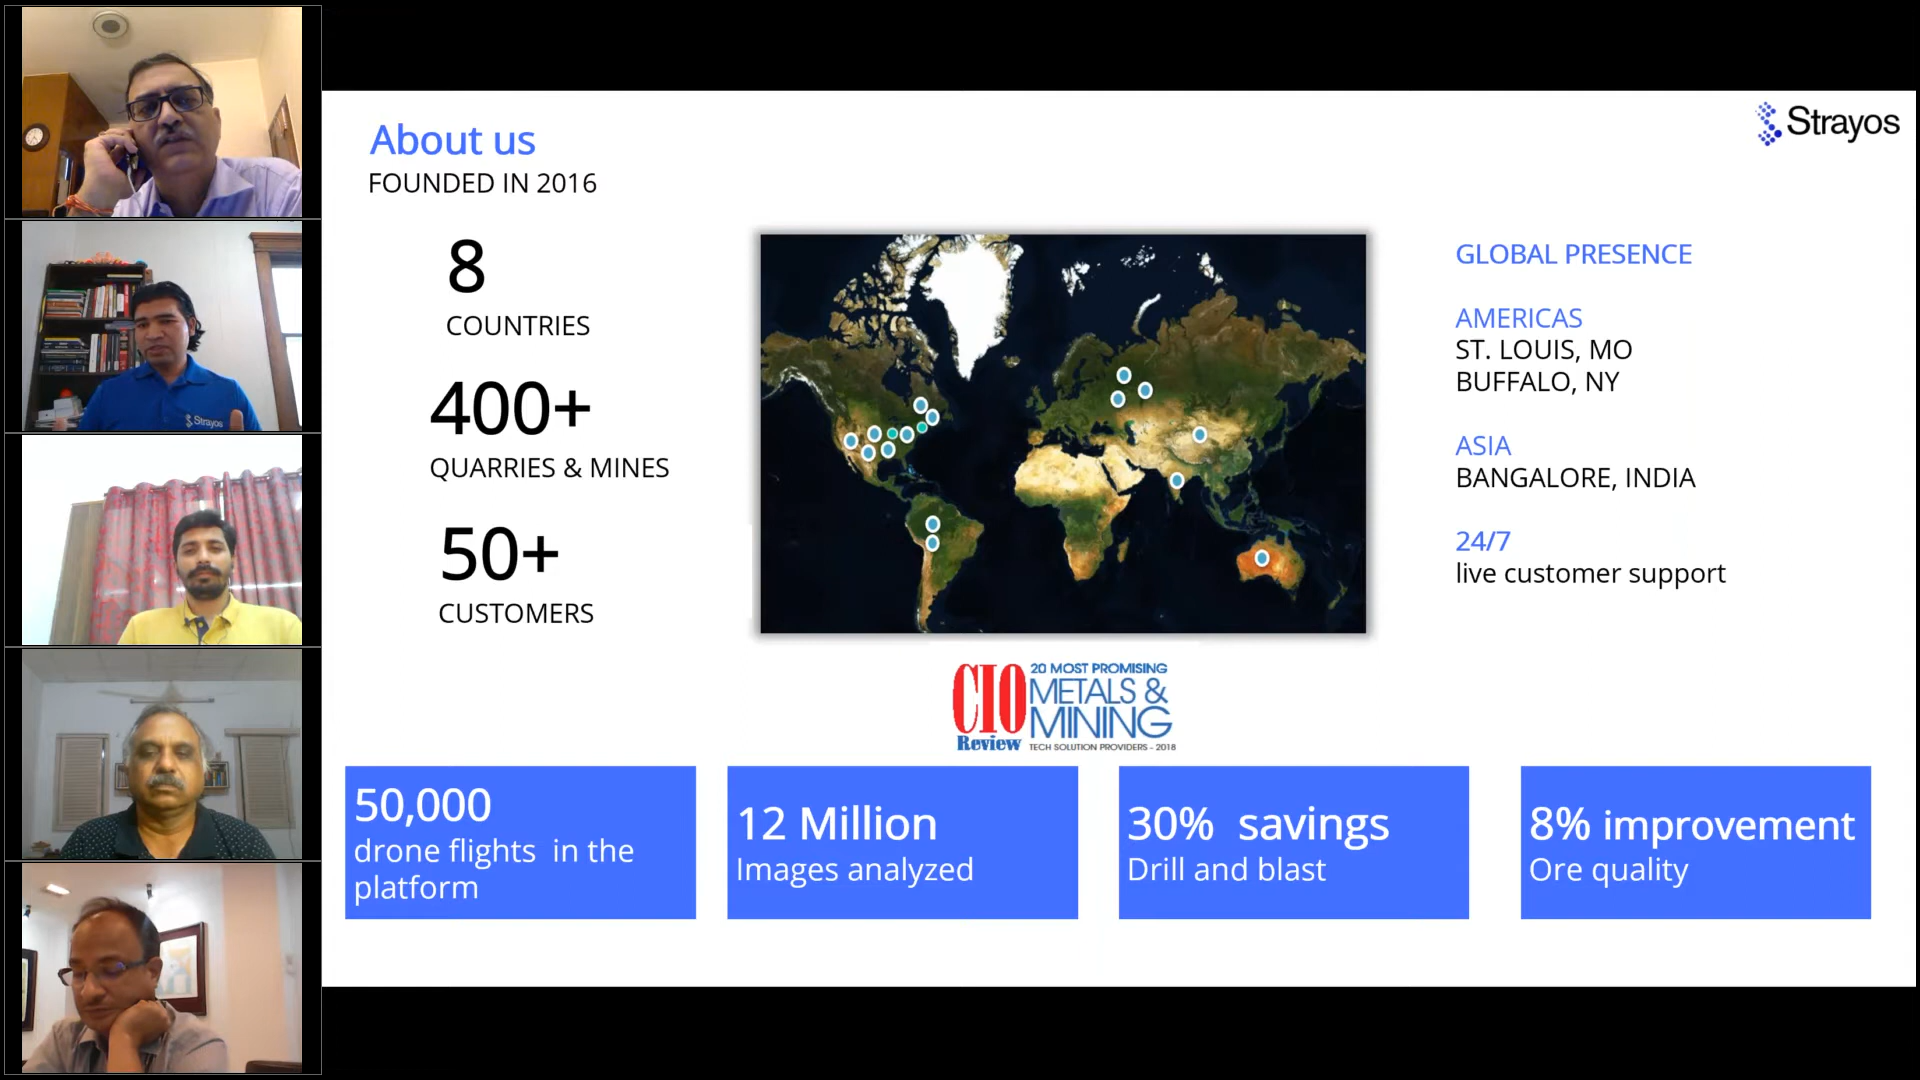 Strayos
About us
FOUNDED IN 2016
8
COUNTRIES
400+
QUARRIES & MINES
50+
CUSTOMERS
GLOBAL PRESENCE
AMERICAS
ST. LOUIS, MO
BUFFALO, NY
ASIA
BANGALORE, INDIA
24/7
live customer support
CIO
Review
20 MOST PROMISING
METALS &
MINING
TECH SOLUTION PROVIDERS - 2018
50,000
drone flights in the
platform
12 Million
Images analyzed
30% savings
Drill and blast
8% improvement
Ore quality
Strayos